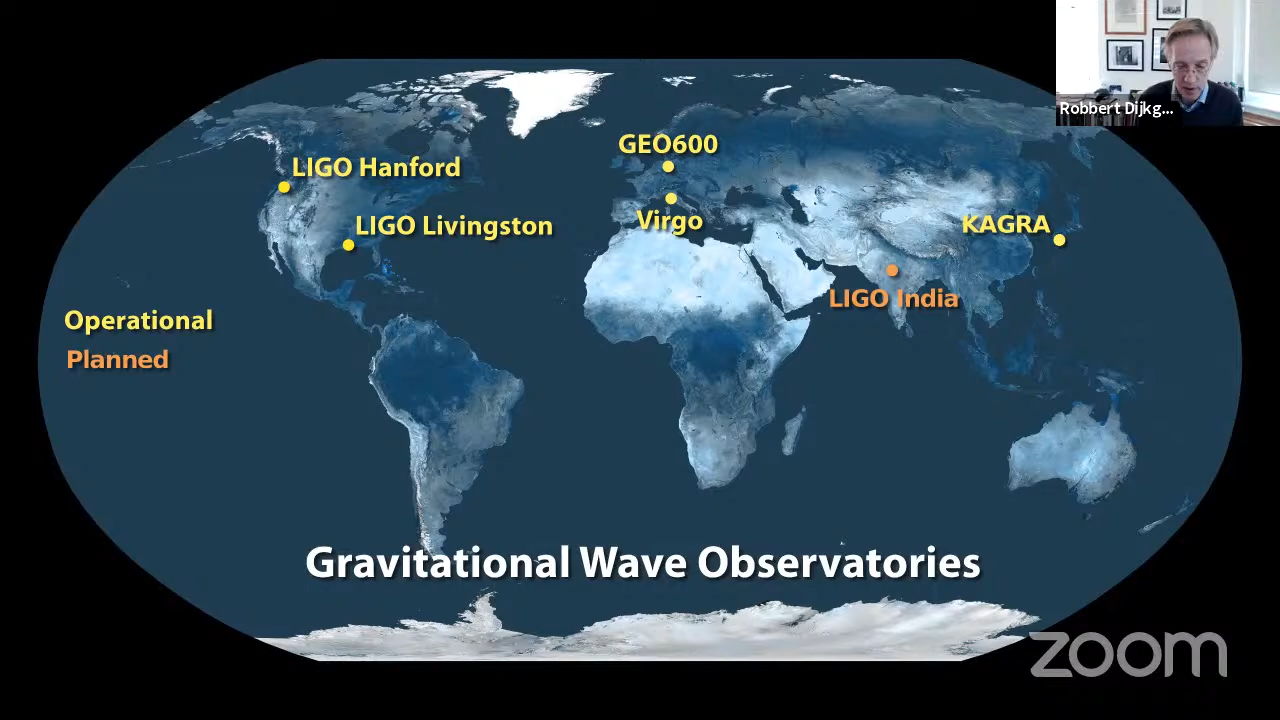 Robbert Dijkg...
GEO600
LIGO Hanford
Virgo
LIGO Livingston
KAGRA
LIGO India
Operational
Planned
Gravitational Wave Observatories
zoom